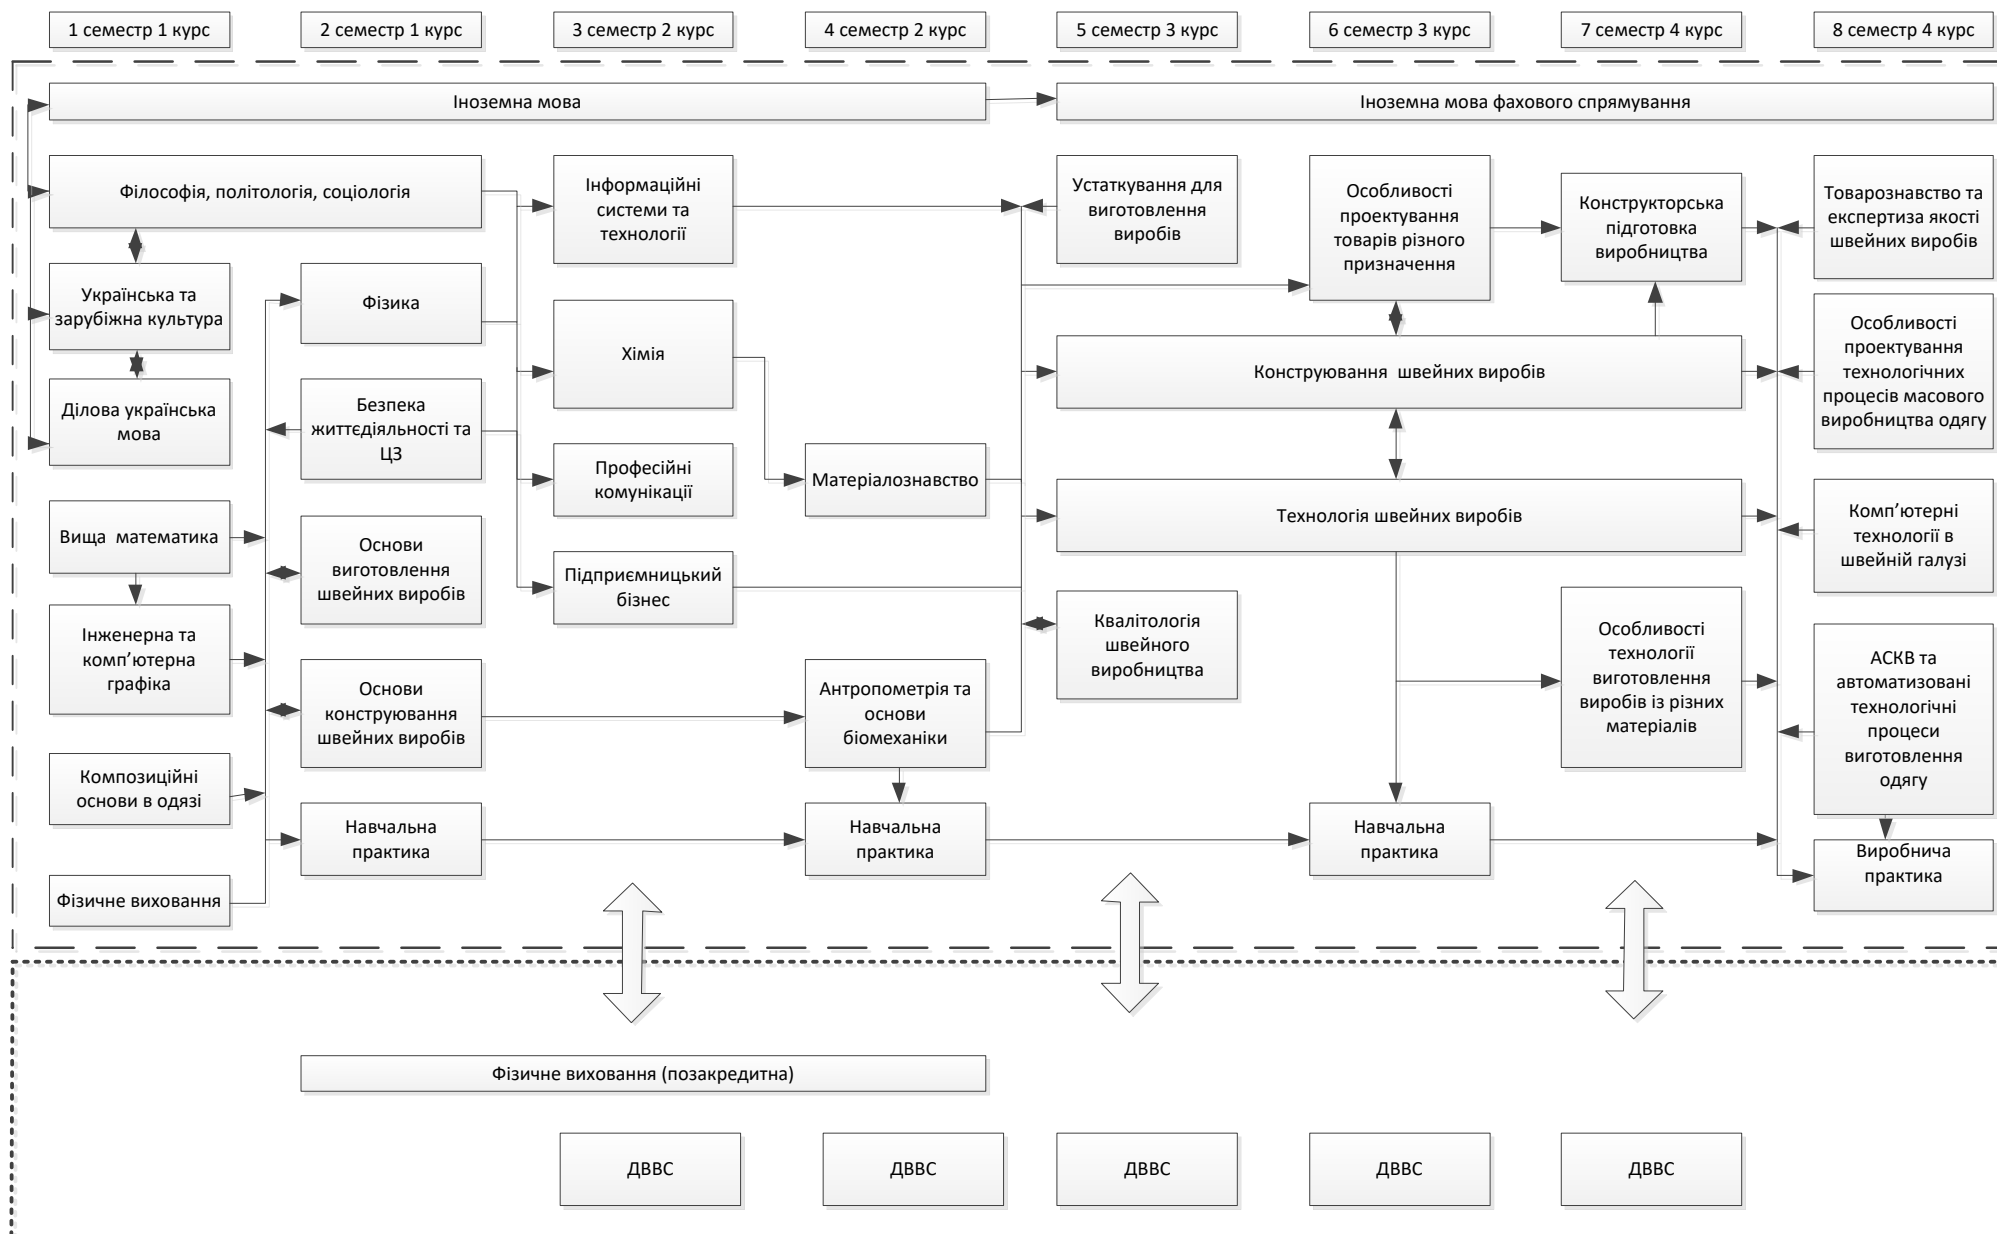 1 семестр 1 курс
2 семестр 1 курс
3 семестр 2 курс
4 семестр 2 курс
5 семестр 3 курс
6 семестр 3 курс
7 семестр 4 курс
8 семестр 4 курс
Іноземна мова
Іноземна мова фахового спрямування
Філософія, політологія, соціологія
Українська та
зарубіжна культура
Ділова українська
мова
Вища математика
Інженерна та
комп’ютерна
графіка
Композиційні
основи в одязі
Фізичне виховання
Фізика
Безпека
життєдіяльності та
ЦЗ
Основи
виготовлення
швейних виробів
Основи
конструювання
швейних виробів
Навчальна
практика
Інформаційні
системи та
технології
Хімія
Професійні
комунікації
Підприємницький
бізнес
Матеріалознавство
Антропометрія та
основи
біомеханіки
Навчальна
практика
Устаткування для
виготовлення
виробів
Особливості
проектування
товарів різного
призначення
Конструювання швейних виробів
Технологія швейних виробів
Квалітологія
швейного
виробництва
Навчальна
практика
Конструкторська
підготовка
виробництва
Особливості
технології
виготовлення
виробів із різних
матеріалів
Товарознавство та
експертиза якості
швейних виробів
Особливості
проектування
технологічних
процесів масового
виробництва одягу
Комп’ютерні
технології в
швейній галузі
АСКВ та
автоматизовані
технологічні
процеси
виготовлення
одягу
Виробнича
практика
Фізичне виховання (позакредитна)
ДВВС
ДВВС
ДВВС
ДВВС
ДВВС